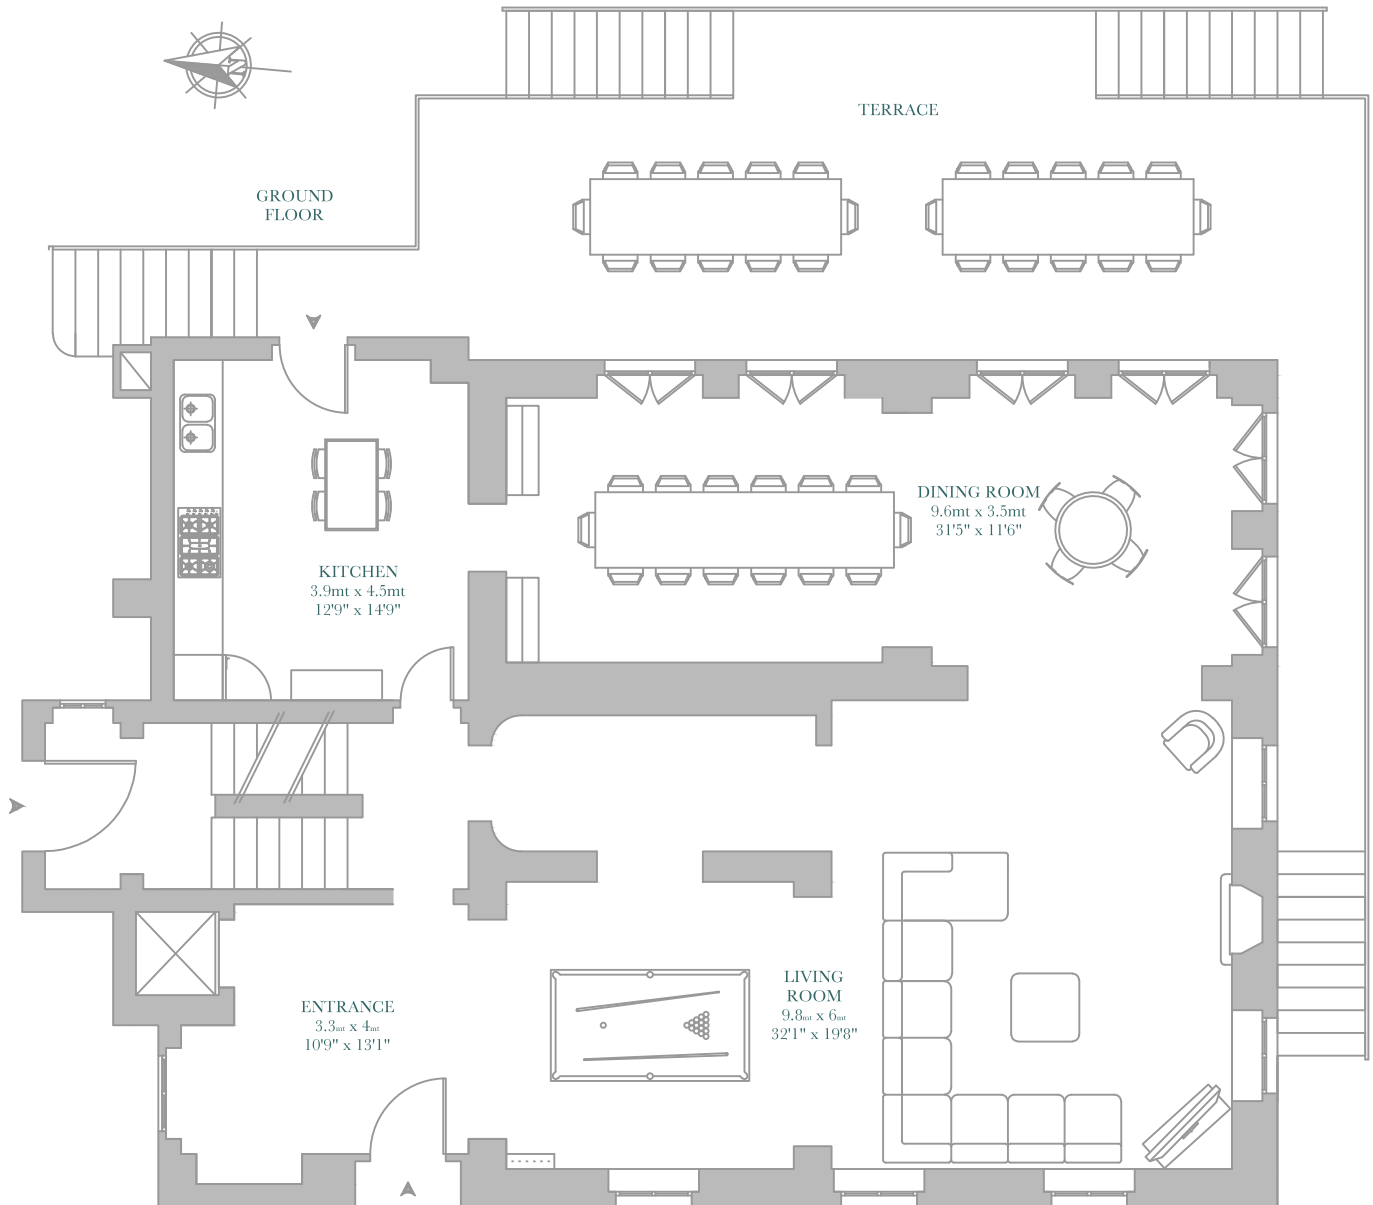 TERRACE
GROUND
FLOOR
DINING ROOM
9.6mt x 3.5mt
31'5" x 11'6"
KITCHEN
3.9mt x 4.5mt
12'9" x 14'9"
LIVING
ROOM
9.8mt x 6mt
32'1" x 19'8"
ENTRANCE
3.3mt x 4mt
10'9" x 13'1"
N